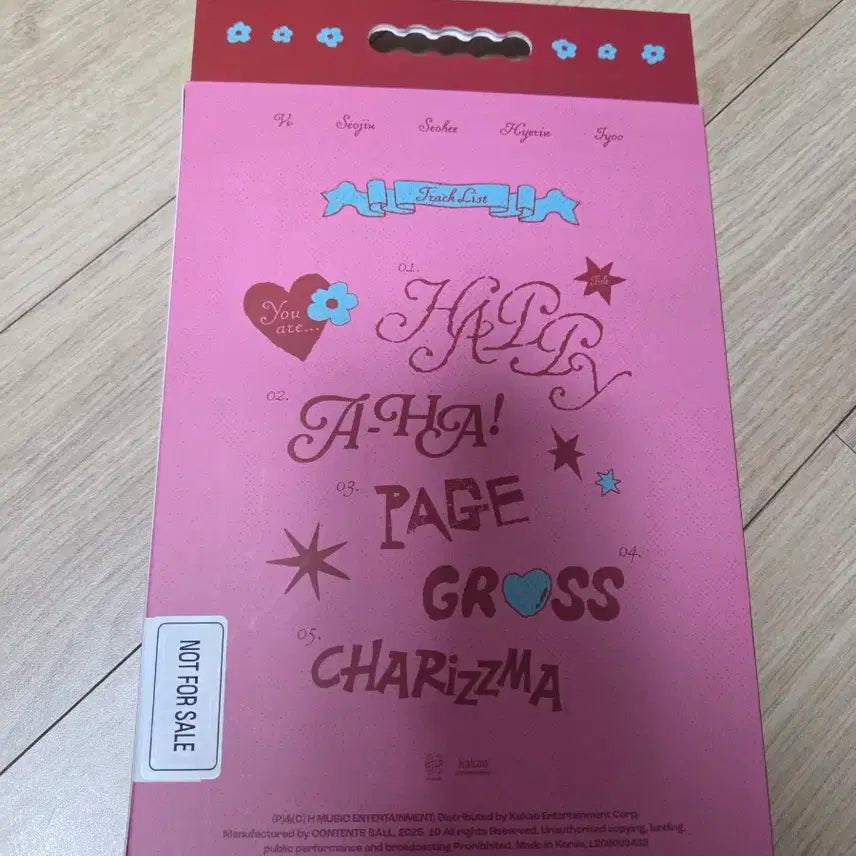 Vi Seojin Seohee Hyerin Iyoo
Track List
01.
You
are...
HAPPY
Title
02.
A-HA!
03.
PAGE
04.
GROSS
05.
CHARiZZMA
NOT FOR SALE
kakao
(P)&(C) H MUSIC ENTERTAINMENT. Distributed by Kakao Entertainment Corp.
Manufactured by CONTENTS SALL, 2025. 10 All rights Reserved. Unauthorized copying, lending,
public performance and broadcasting Prohibited. Made in Korea.